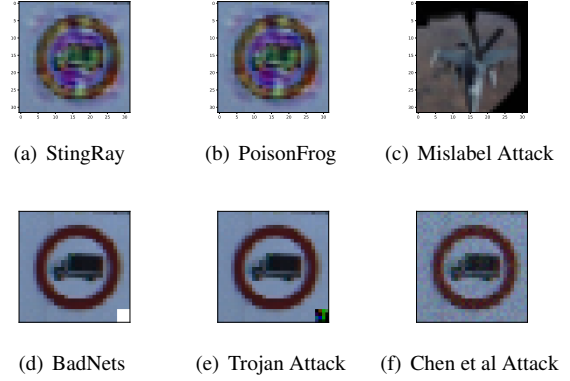 (a) StingRay (b) PoisonFrog (c) Mislabel Attack
(d) BadNets (e) Trojan Attack (f) Chen et al Attack